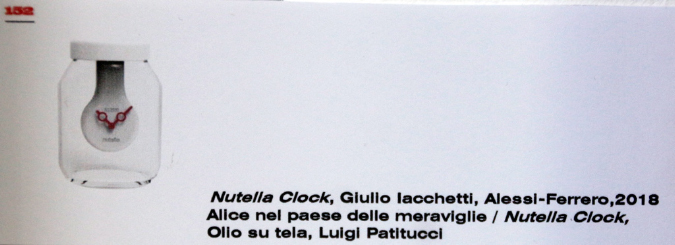 152
nutella
Nutella Clock, Giulio Iacchetti, Alessi-Ferrero,2018
Alice nel paese delle meraviglie / Nutella Clock,
Olio su tela, Luigi Patitucci